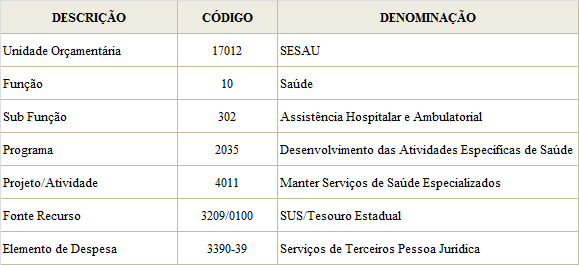 DESCRIÇÃO CÓDIGO DENOMINAÇÃO
Unidade Orçamentária 17012 SESAU
Função 10 Saúde
Sub Função 302 Assistência Hospitalar e Ambulatorial
Programa 2035 Desenvolvimento das Atividades Específicas de Saúde
Projeto/Atividade 4011 Manter Serviços de Saúde Especializados
Fonte Recurso 3209/0100 SUS/Tesouro Estadual
Elemento de Despesa 3390-39 Serviços de Terceiros Pessoa Jurídica